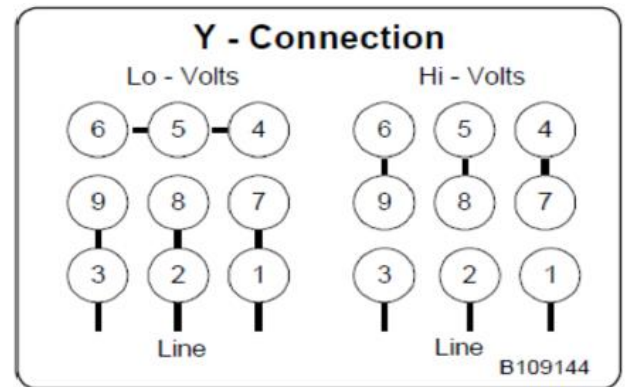 Y - Connection
Lo - Volts Hi - Volts
6 5 4 6 5 4
9 8 7 9 8 7
3 2 1 3 2 1
Line Line
B109144